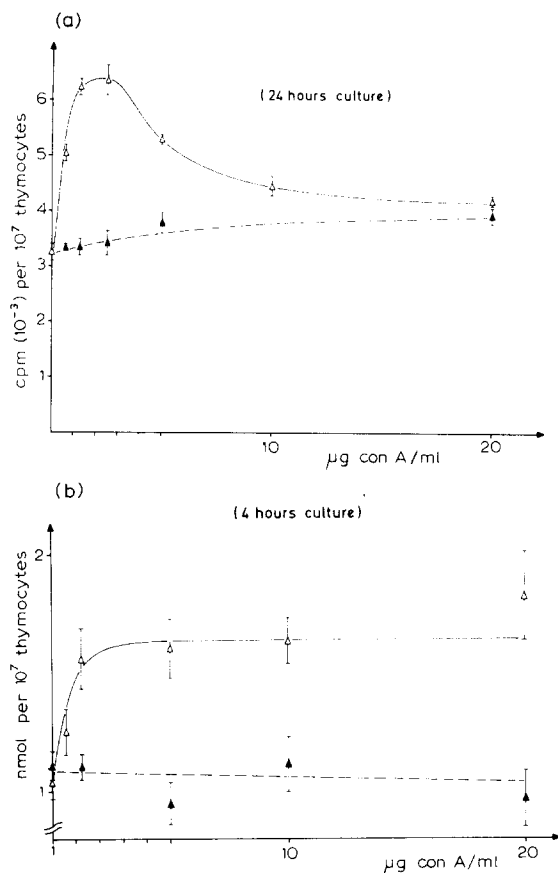 (a)
(24 hours culture)
cpm (10⁻³) per 10⁷ thymocytes
6
5
4
3
2
1
10
20
µg con A/ml
(b)
(4 hours culture)
nmol per 10⁷ thymocytes
2
1
1
10
20
µg con A/ml